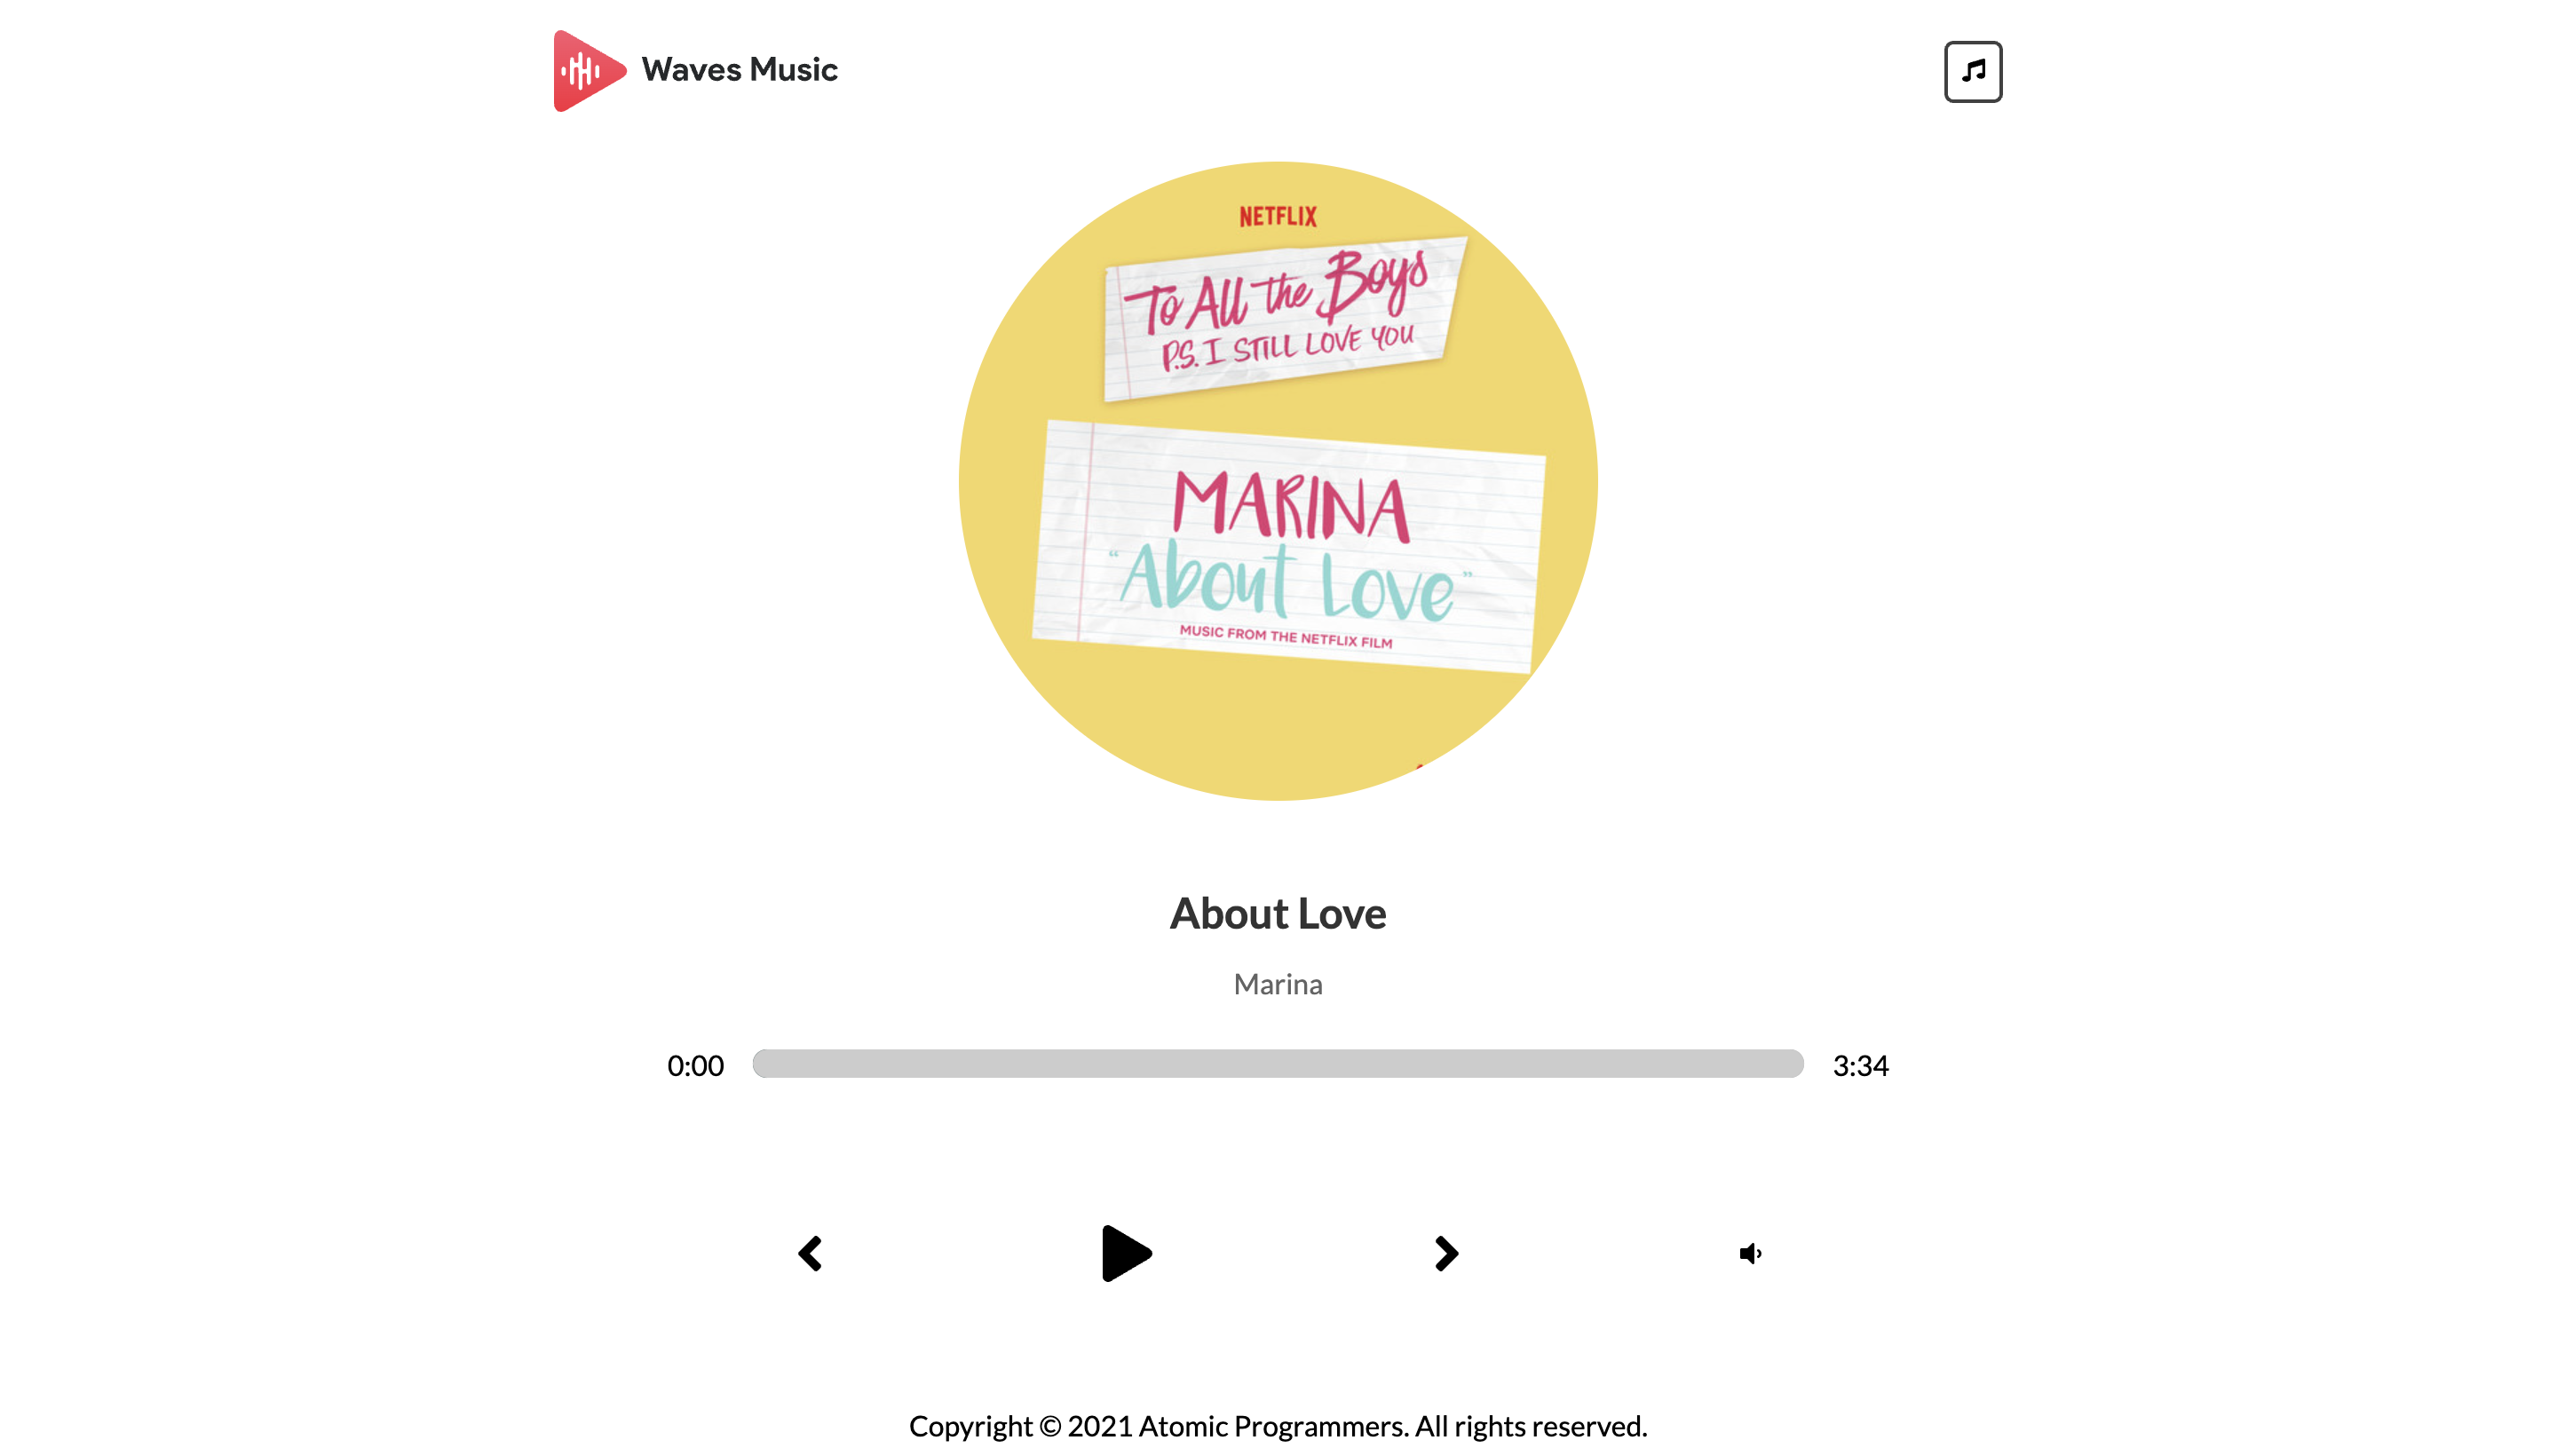 Waves Music
NETFLIX
To All the Boys
P.S. I STILL LOVE YOU
MARINA
“About Love”
MUSIC FROM THE NETFLIX FILM
About Love
Marina
0:00
3:34
Copyright © 2021 Atomic Programmers. All rights reserved.